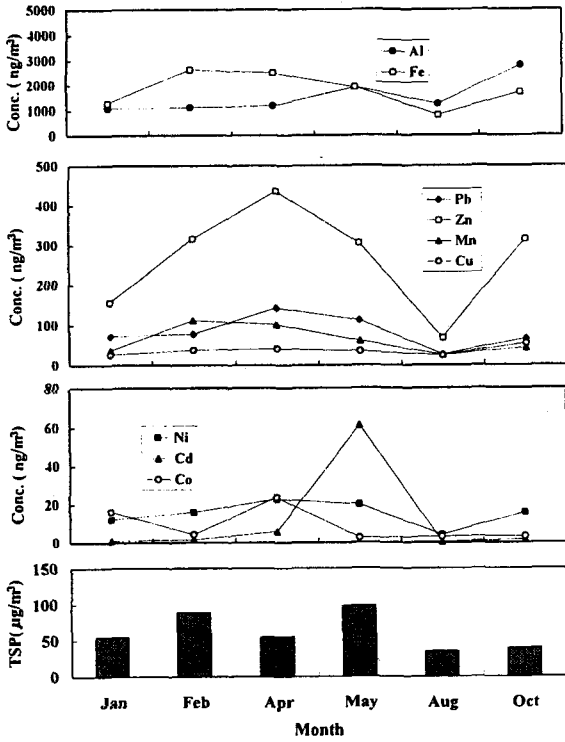 5000
4000
3000
2000
1000
0
Conc. ( ng/m³)
Al
Fe
500
400
300
200
100
0
Conc. ( ng/m³)
Pb
Zn
Mn
Cu
80
60
40
20
0
Conc. ( ng/m³)
Ni
Cd
Co
150
100
50
0
TSP(µg/m³)
Jan Feb Apr May Aug Oct
Month